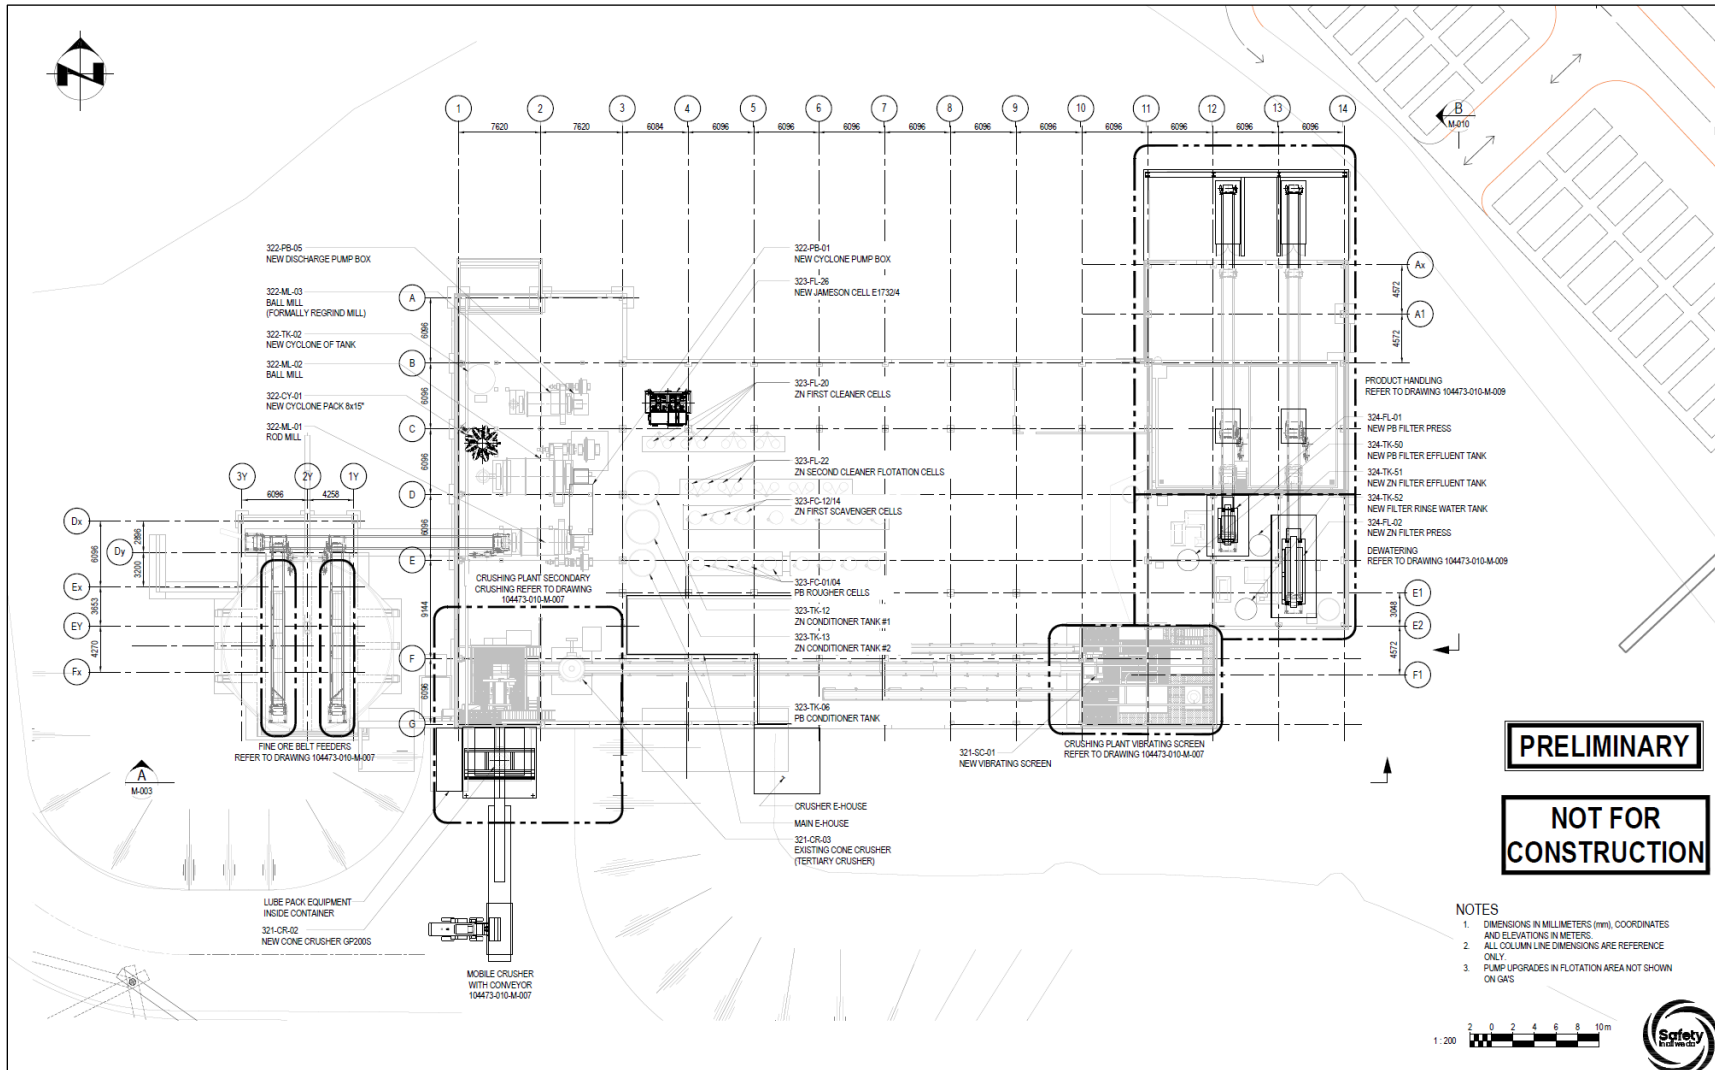 N
1
2
3
4
5
6
7
8
9
10
11
12
13
14
7620
7620
6084
6096
6096
6096
6096
6096
6096
6096
6096
6096
6096
B
M-010
322-PB-05
NEW DISCHARGE PUMP BOX
322-ML-03
BALL MILL
(FORMALLY REGRIND MILL)
322-TK-02
NEW CYCLONE OF TANK
322-ML-02
BALL MILL
322-CY-01
NEW CYCLONE PACK 8x15"
322-ML-01
ROD MILL
A
B
C
D
E
F
G
6096
6096
6096
6096
9144
6096
322-PB-01
NEW CYCLONE PUMP BOX
323-FL-26
NEW JAMESON CELL E1732/4
323-FL-20
ZN FIRST CLEANER CELLS
323-FL-22
ZN SECOND CLEANER FLOTATION CELLS
323-FC-12/14
ZN FIRST SCAVENGER CELLS
323-FC-01/04
PB ROUGHER CELLS
323-TK-12
ZN CONDITIONER TANK #1
323-TK-13
ZN CONDITIONER TANK #2
323-TK-06
PB CONDITIONER TANK
Ax
A1
4572
4572
PRODUCT HANDLING
REFER TO DRAWING 104473-010-M-009
324-FL-01
NEW PB FILTER PRESS
324-TK-50
NEW PB FILTER EFFLUENT TANK
324-TK-51
NEW ZN FILTER EFFLUENT TANK
324-TK-52
NEW FILTER RINSE WATER TANK
324-FL-02
NEW ZN FILTER PRESS
DEWATERING
REFER TO DRAWING 104473-010-M-009
E1
E2
F1
3048
4572
3Y
2Y
1Y
6096
4258
Dx
Dy
Ex
EY
Fx
6096
2896
3200
3653
4270
CRUSHING PLANT SECONDARY
CRUSHING REFER TO DRAWING
104473-010-M-007
FINE ORE BELT FEEDERS
REFER TO DRAWING 104473-010-M-007
A
M-003
321-SC-01
NEW VIBRATING SCREEN
CRUSHING PLANT VIBRATING SCREEN
REFER TO DRAWING 104473-010-M-007
CRUSHER E-HOUSE
MAIN E-HOUSE
321-CR-03
EXISTING CONE CRUSHER
(TERTIARY CRUSHER)
LUBE PACK EQUIPMENT
INSIDE CONTAINER
321-CR-02
NEW CONE CRUSHER GP200S
MOBILE CRUSHER
WITH CONVEYOR
104473-010-M-007
PRELIMINARY
NOT FOR
CONSTRUCTION
NOTES
1. DIMENSIONS IN MILLIMETERS (mm), COORDINATES
AND ELEVATIONS IN METERS.
2. ALL COLUMN LINE DIMENSIONS ARE REFERENCE
ONLY.
3. PUMP UPGRADES IN FLOTATION AREA NOT SHOWN
ON GA'S
1 : 200
2 0 2 4 6 8 10m
Safety
in all we do